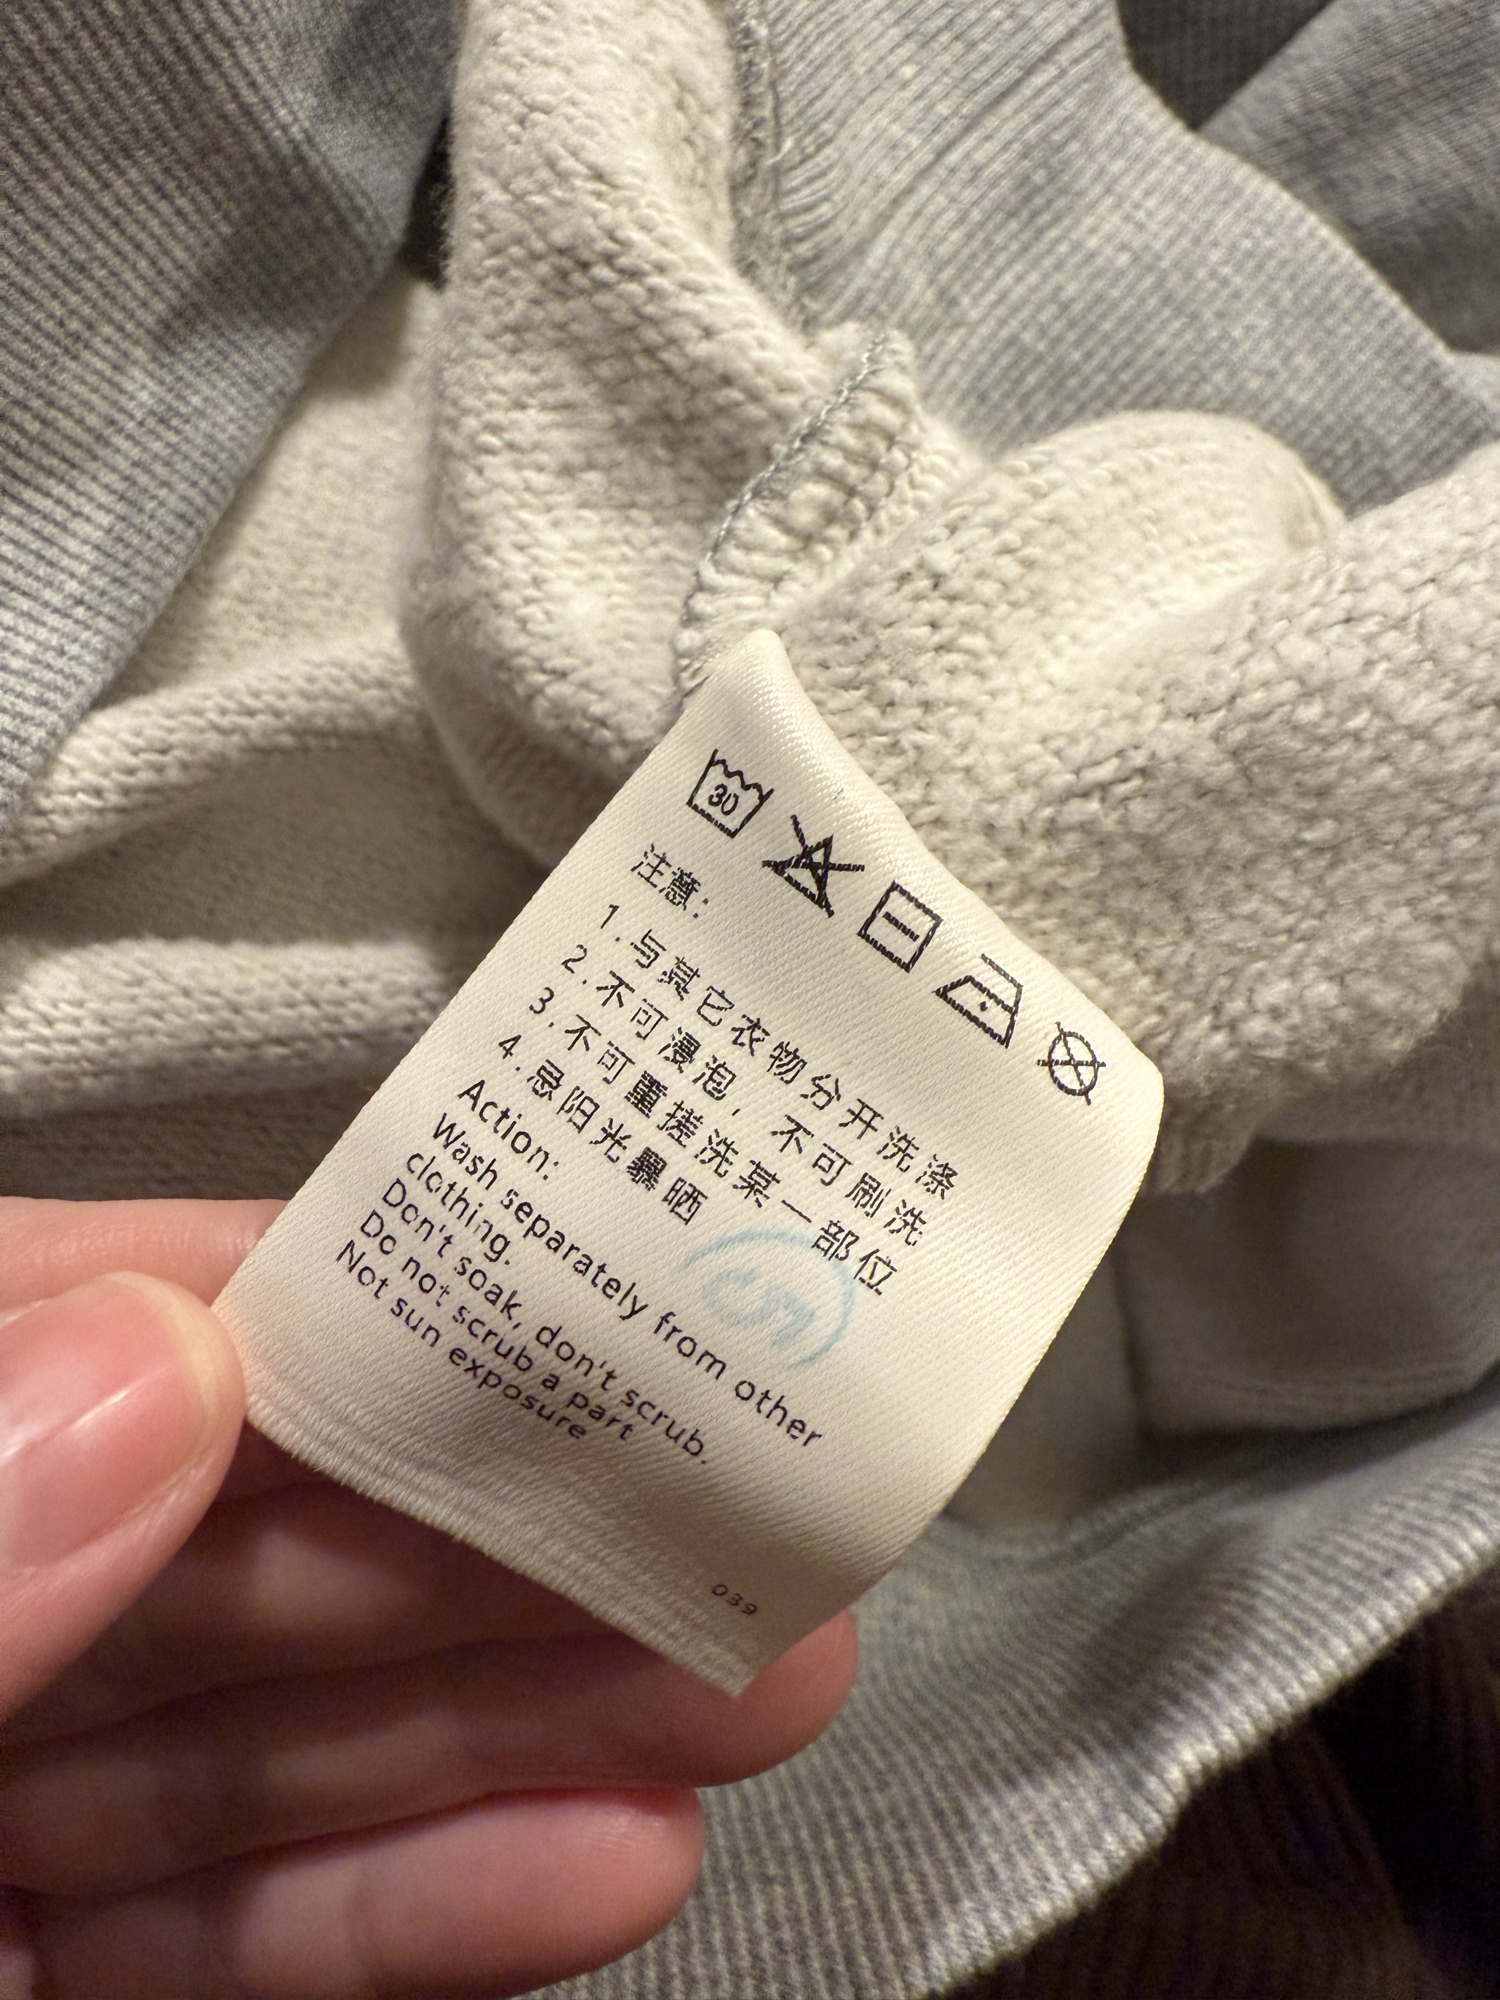 30
注意:
1.与其它衣物分开洗涤
2.不可浸泡，不可刷洗
3.不可重搓洗某一部位
4.忌阳光暴晒
Action:
Wash separately from other
clothing.
Don't soak, don't scrub.
Do not scrub a part
Not sun exposure
039